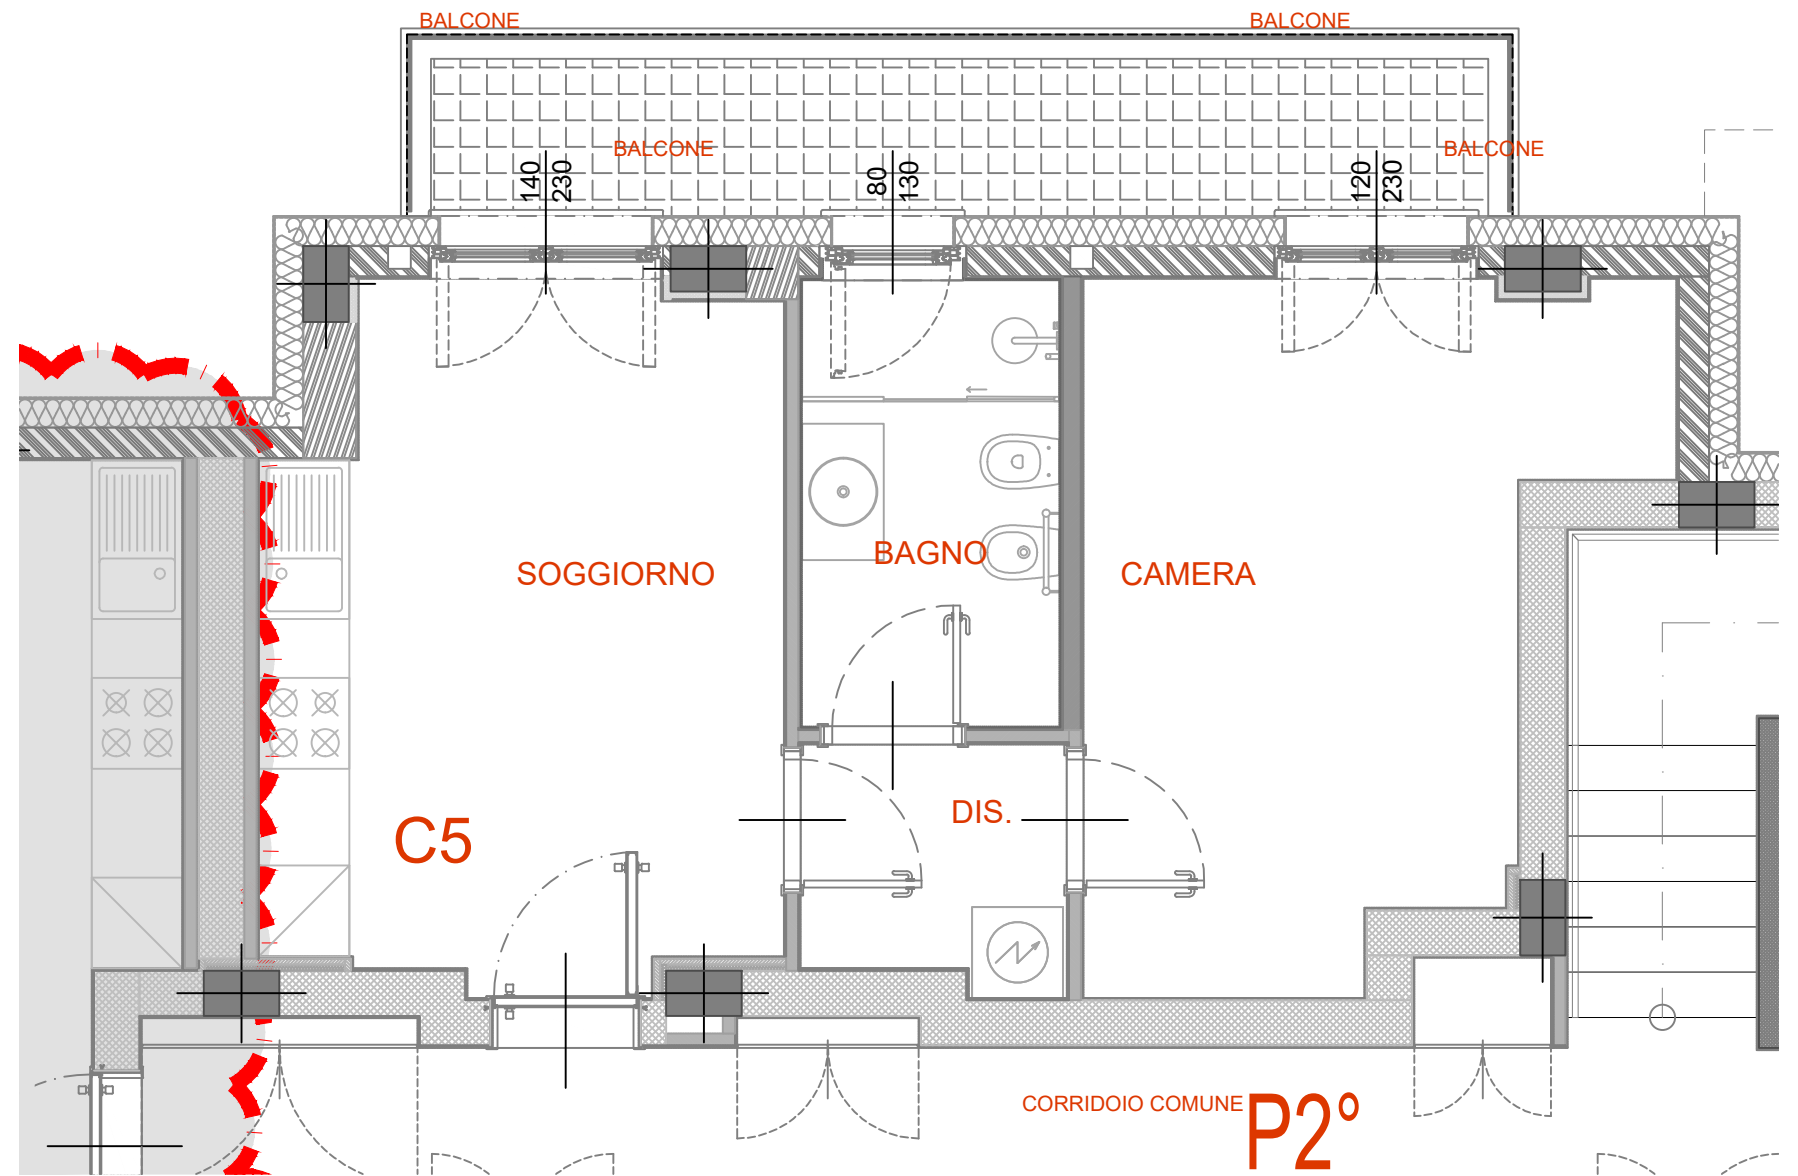 BALCONE BALCONE
BALCONE BALCONE
140
230
80
130
120
230
SOGGIORNO
BAGNO
CAMERA
C5
DIS.
CORRIDOIO COMUNE
P2°